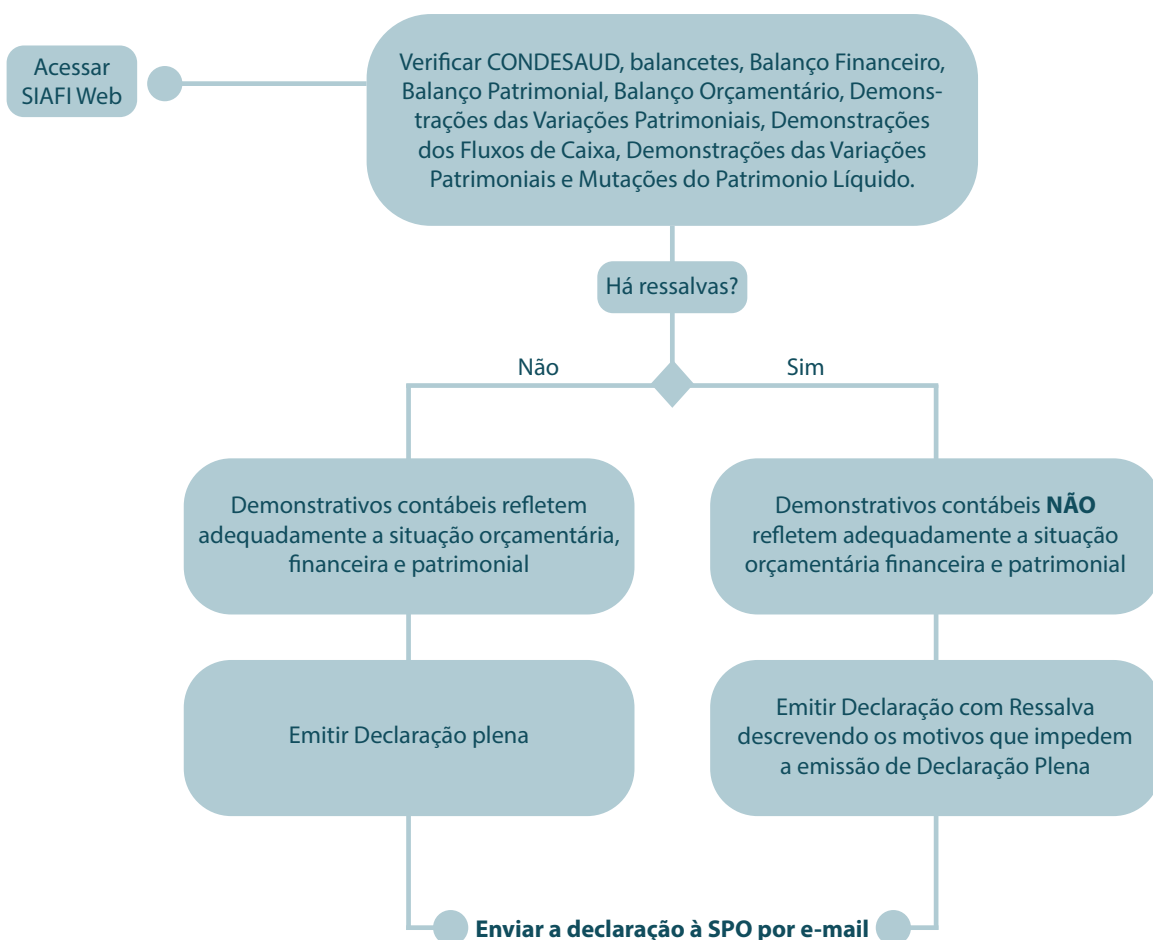 Acessar
SIAFI Web
Verificar CONDESAUD, balancetes, Balanço Financeiro,
Balanço Patrimonial, Balanço Orçamentário, Demons-
trações das Variações Patrimoniais, Demonstrações
dos Fluxos de Caixa, Demonstrações das Variações
Patrimoniais e Mutações do Patrimonio Líquido.
Há ressalvas?
Não
Sim
Demonstrativos contábeis refletem
adequadamente a situação orçamentária,
financeira e patrimonial
Demonstrativos contábeis NÃO
refletem adequadamente a situação
orçamentária financeira e patrimonial
Emitir Declaração plena
Emitir Declaração com Ressalva
descrevendo os motivos que impedem
a emissão de Declaração Plena
Enviar a declaração à SPO por e-mail